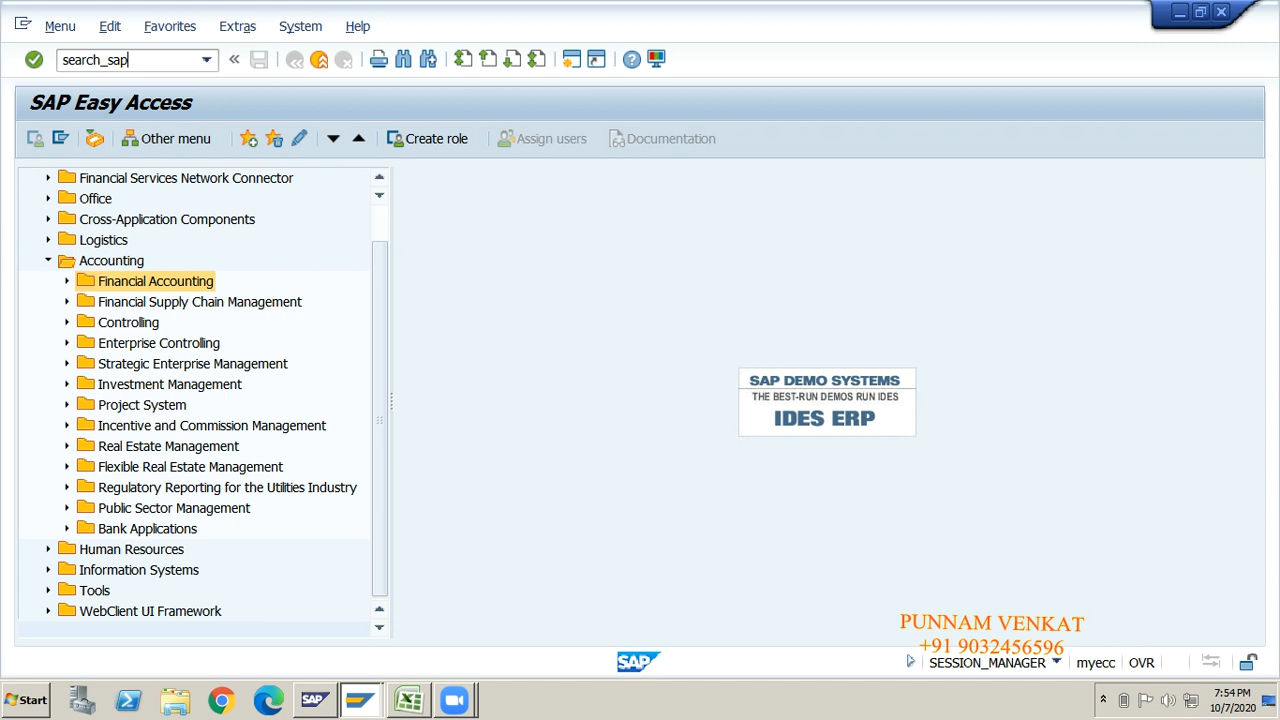 Menu Edit Favorites Extras System Help
search_sap
SAP Easy Access
Other menu Create role Assign users Documentation
Financial Services Network Connector
Office
Cross-Application Components
Logistics
Accounting
Financial Accounting
Financial Supply Chain Management
Controlling
Enterprise Controlling
Strategic Enterprise Management
Investment Management
Project System
Incentive and Commission Management
Real Estate Management
Flexible Real Estate Management
Regulatory Reporting for the Utilities Industry
Public Sector Management
Bank Applications
Human Resources
Information Systems
Tools
WebClient UI Framework
SAP DEMO SYSTEMS
THE BEST-RUN DEMOS RUN IDES
IDES ERP
PUNNAM VENKAT
+91 9032456596
SAP
SESSION_MANAGER myecc OVR
Start
SAP
7:54 PM
10/7/2020